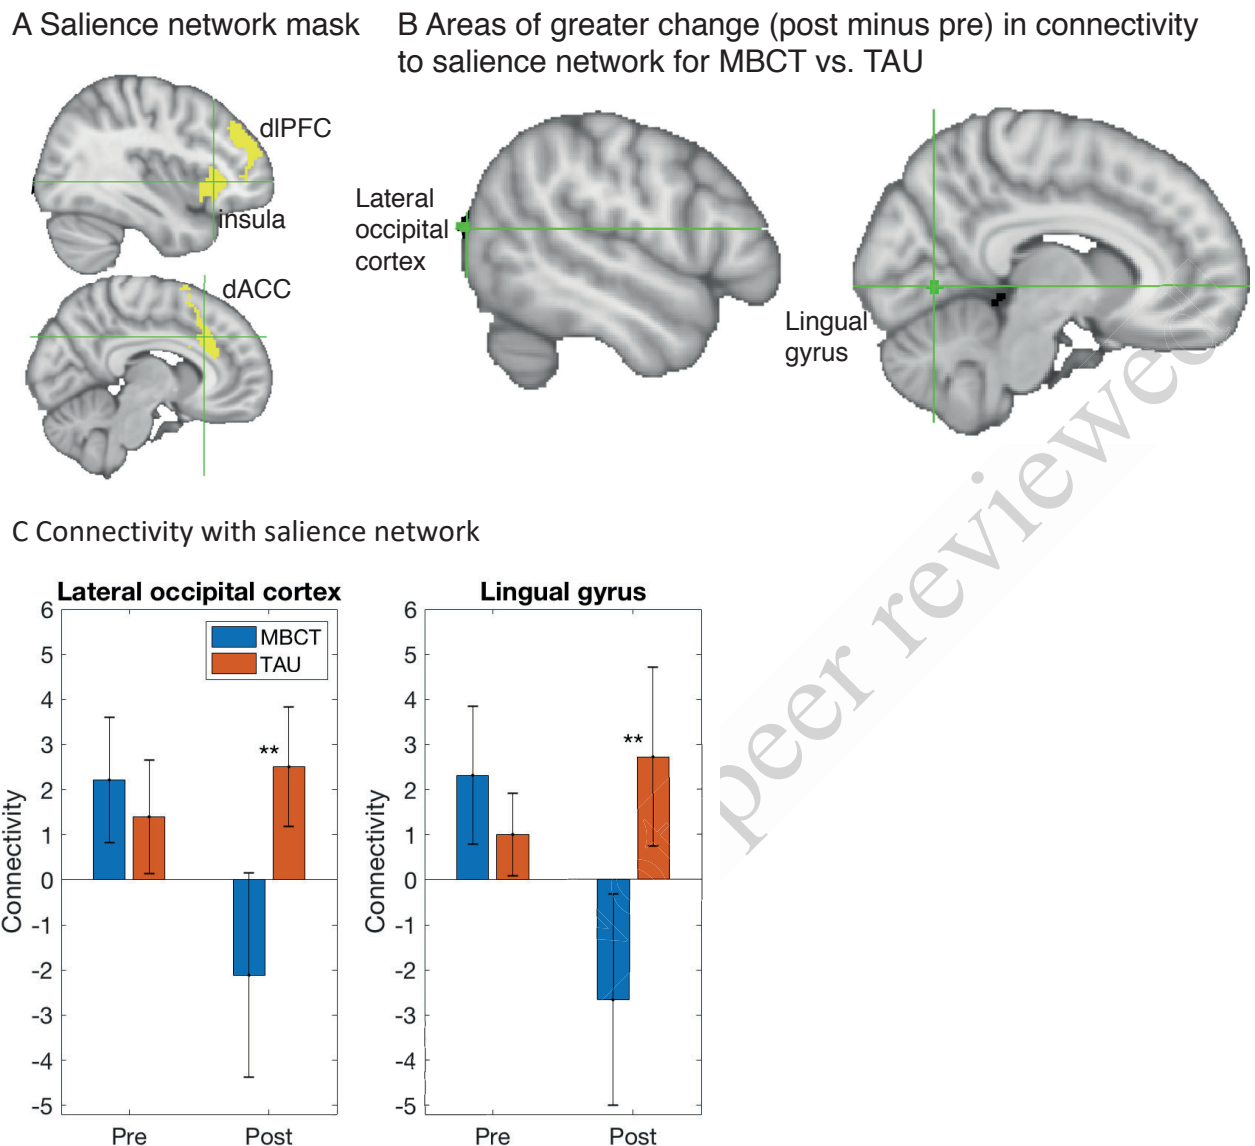 A Salience network mask
B Areas of greater change (post minus pre) in connectivity
to salience network for MBCT vs. TAU
dlPFC
insula
dACC
Lateral
occipital
cortex
Lingual
gyrus
C Connectivity with salience network
Lateral occipital cortex
6
5
4
3
2
1
0
-1
-2
-3
-4
-5
Connectivity
MBCT
TAU
**
Pre
Post
Lingual gyrus
6
5
4
3
2
1
0
-1
-2
-3
-4
-5
Connectivity
**
Pre
Post
peer reviewed